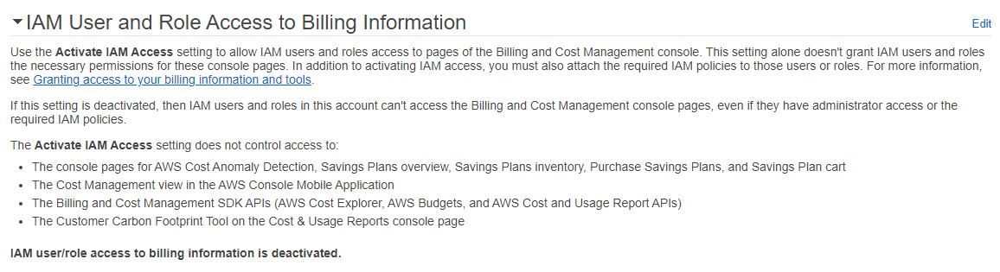 IAM User and Role Access to Billing Information
Edit
Use the Activate IAM Access setting to allow IAM users and roles access to pages of the Billing and Cost Management console. This setting alone doesn't grant IAM users and roles
the necessary permissions for these console pages. In addition to activating IAM access, you must also attach the required IAM policies to those users or roles. For more information,
see Granting access to your billing information and tools.
If this setting is deactivated, then IAM users and roles in this account can't access the Billing and Cost Management console pages, even if they have administrator access or the
required IAM policies.
The Activate IAM Access setting does not control access to:
• The console pages for AWS Cost Anomaly Detection, Savings Plans overview, Savings Plans inventory, Purchase Savings Plans, and Savings Plan cart
• The Cost Management view in the AWS Console Mobile Application
• The Billing and Cost Management SDK APIs (AWS Cost Explorer, AWS Budgets, and AWS Cost and Usage Report APIs)
• The Customer Carbon Footprint Tool on the Cost & Usage Reports console page
IAM user/role access to billing information is deactivated.